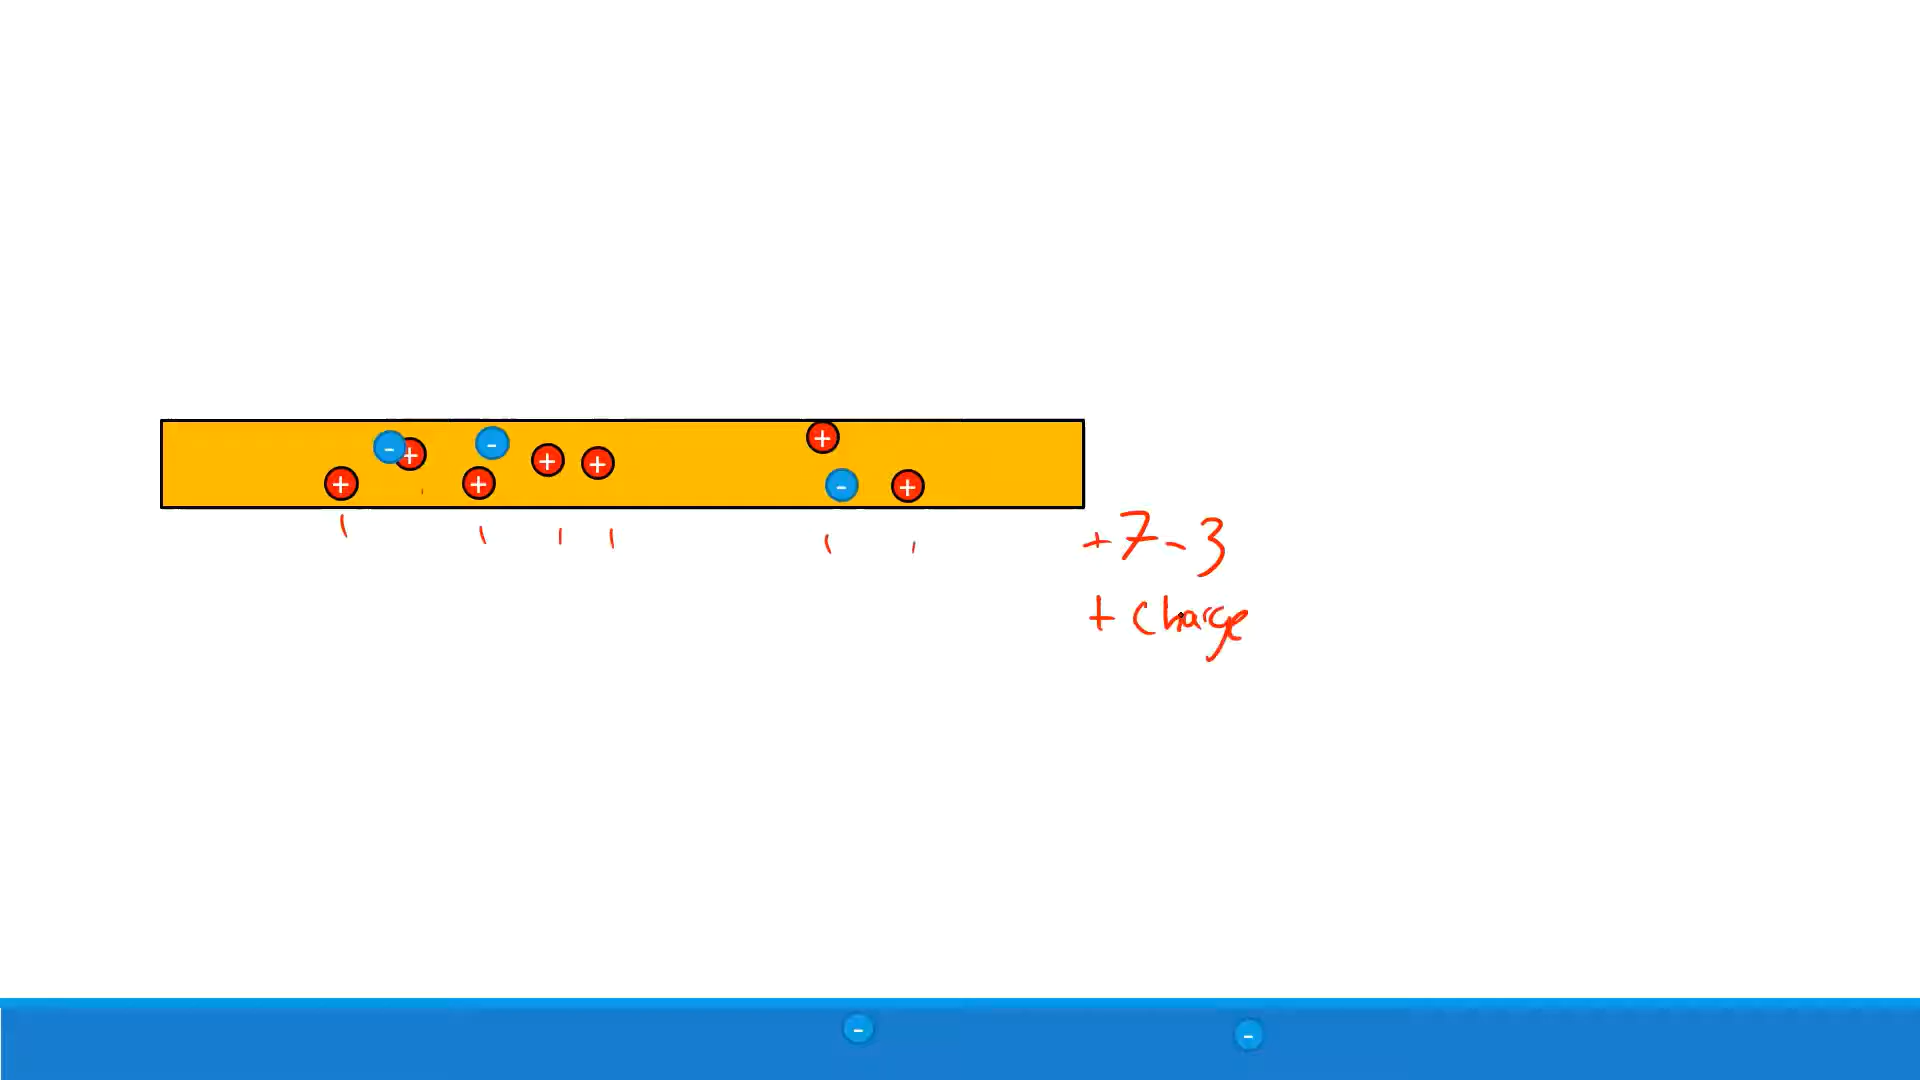 - + + - + + + + - +
+7-3
+ charge
- -